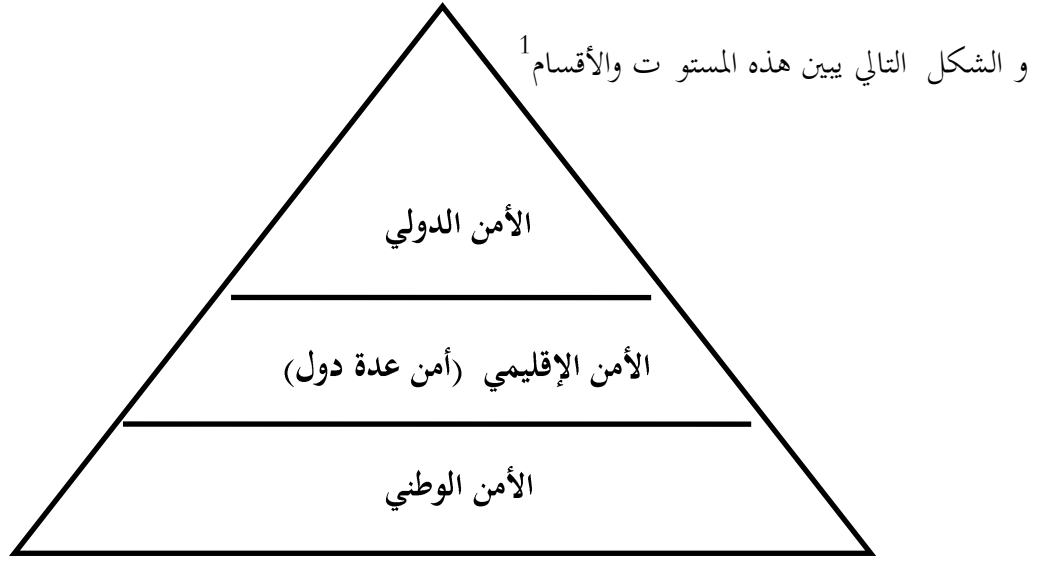 و الشكل التالي يبين هذه المستو ت والأقسام1
الأمن الدولي
الأمن الإقليمي (أمن عدة دول)
الأمن الوطني